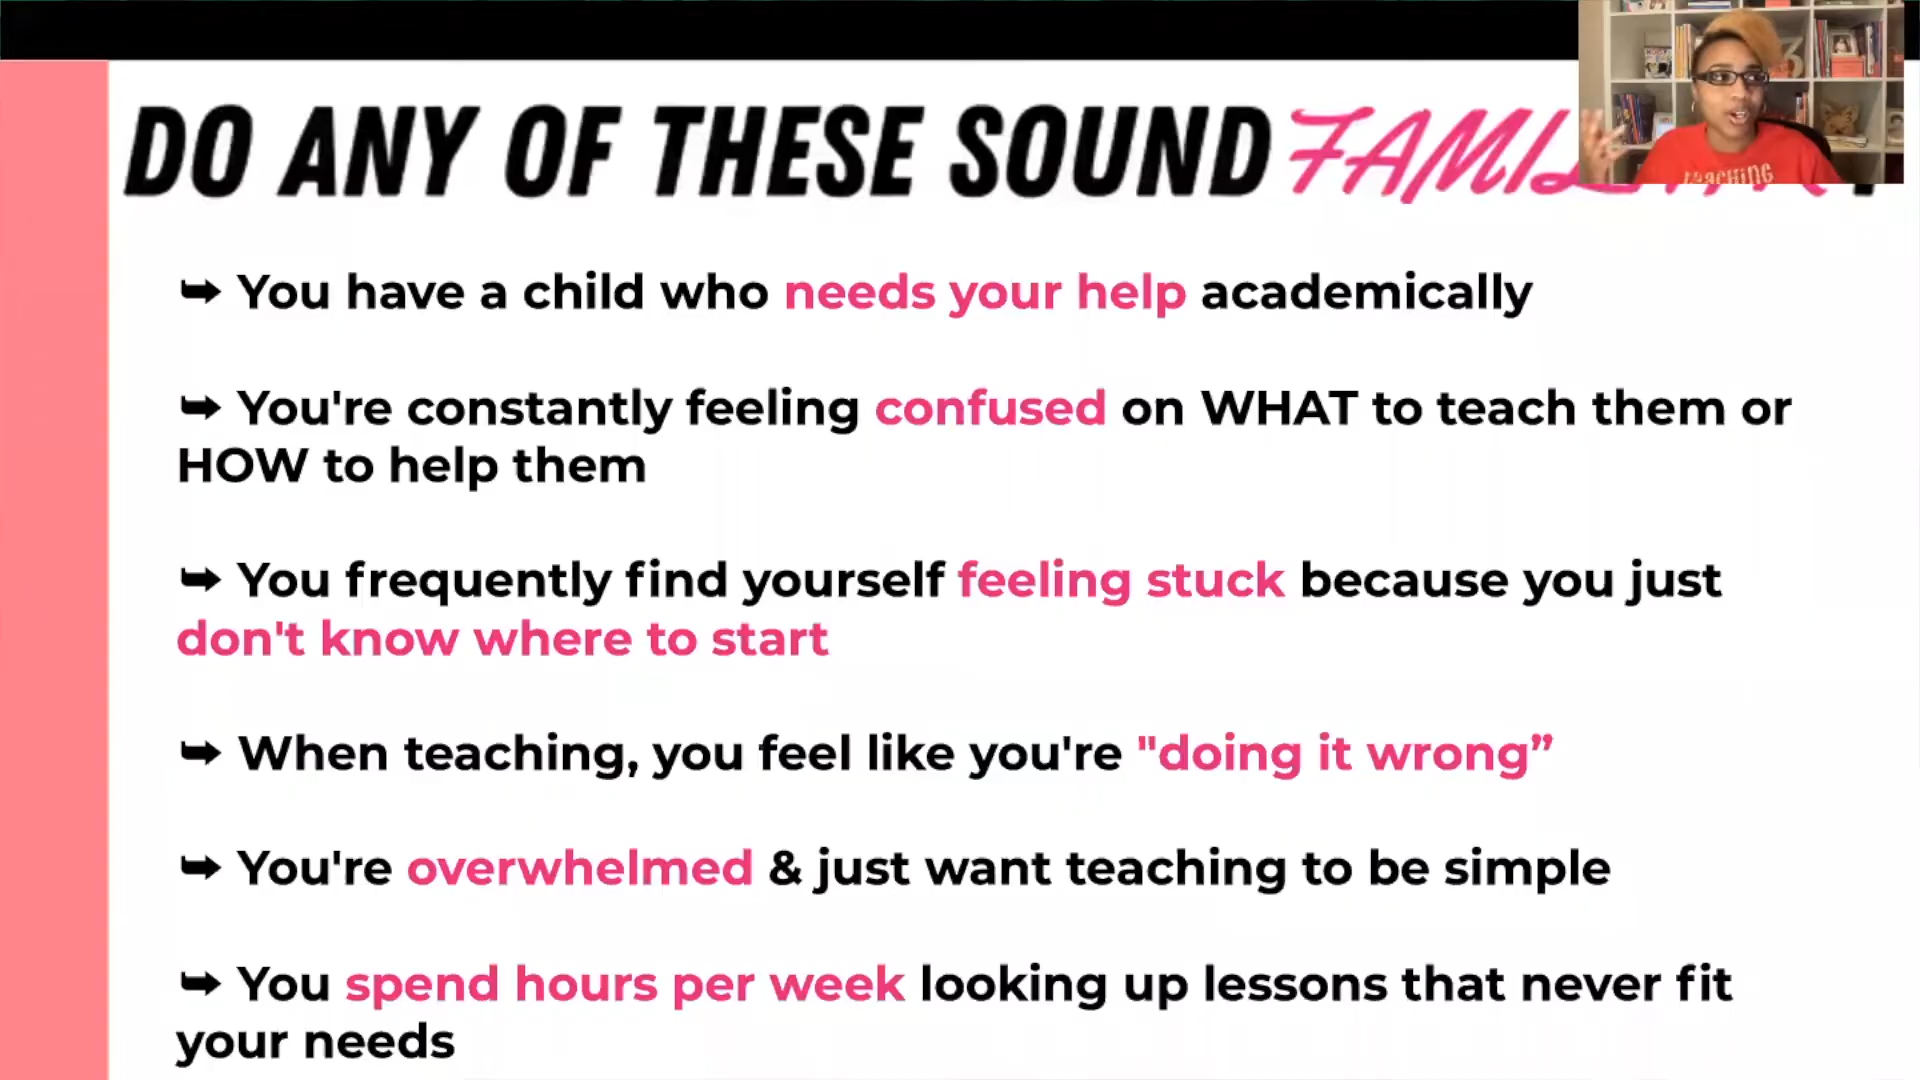 DO ANY OF THESE SOUND
➥ You have a child who needs your help academically
➥ You're constantly feeling confused on WHAT to teach them or
HOW to help them
➥ You frequently find yourself feeling stuck because you just
don't know where to start
➥ When teaching, you feel like you're "doing it wrong”
➥ You're overwhelmed & just want teaching to be simple
➥ You spend hours per week looking up lessons that never fit
your needs